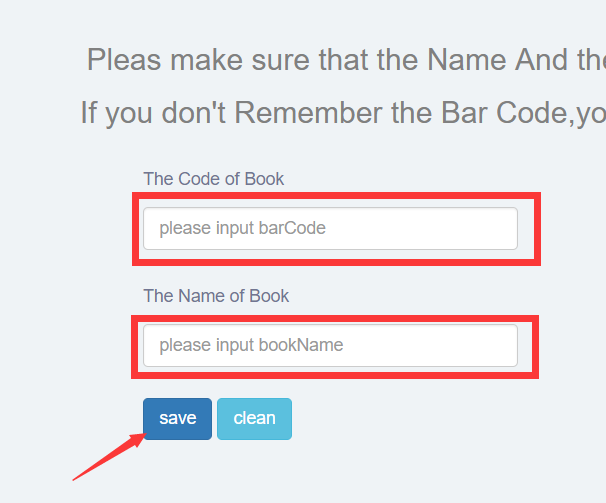 Pleas make sure that the Name And the
If you don't Remember the Bar Code,yo
The Code of Book
please input barCode
The Name of Book
please input bookName
save clean